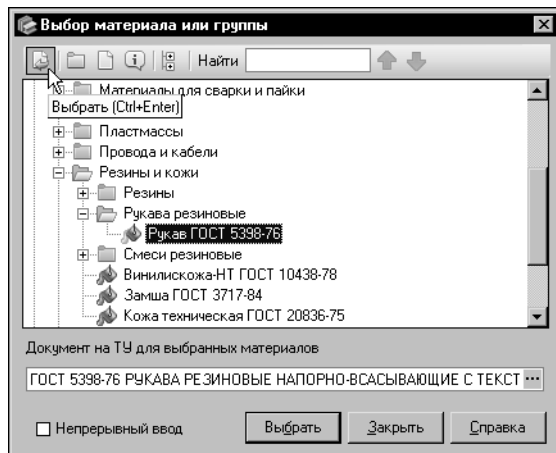 Выбор материала или группы
Найти
Материалы для сварки и пайки
Выбрать (Ctrl+Enter)
Пластмассы
Провода и кабели
Резины и кожи
Резины
Рукава резиновые
Рукав ГОСТ 5398-76
Смеси резиновые
Винилискожа-НТ ГОСТ 10438-78
Замша ГОСТ 3717-84
Кожа техническая ГОСТ 20836-75
Документ на ТУ для выбранных материалов
ГОСТ 5398-76 РУКАВА РЕЗИНОВЫЕ НАПОРНО-ВСАСЫВАЮЩИЕ С ТЕКСТ ...
Непрерывный ввод
Выбрать
Закрыть
Справка